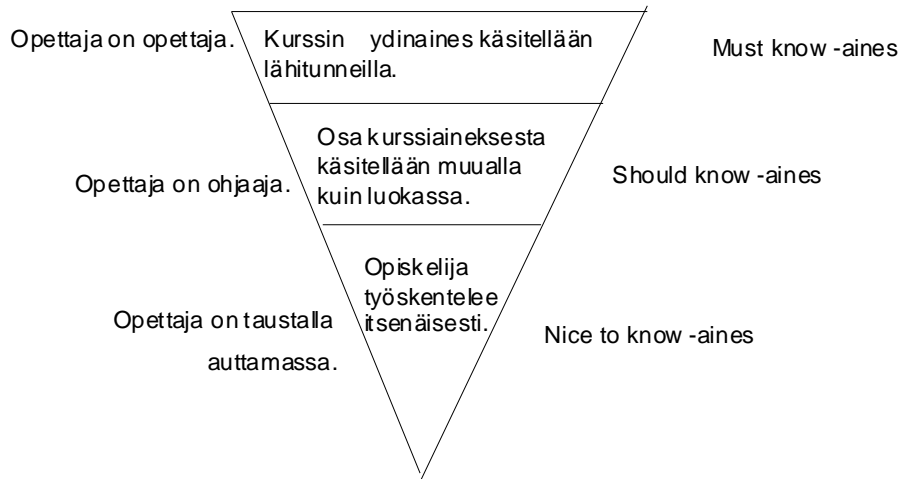 Opettaja on opettaja.
Kurssin ydinaines käsitellään
lähitunneilla.
Must know -aines
Opettaja on ohjaaja.
Osa kurssiaineksesta
käsitellään muualla
kuin luokassa.
Should know -aines
Opettaja on taustalla
auttamassa.
Opiskelija
työskentelee
itsenäisesti.
Nice to know -aines